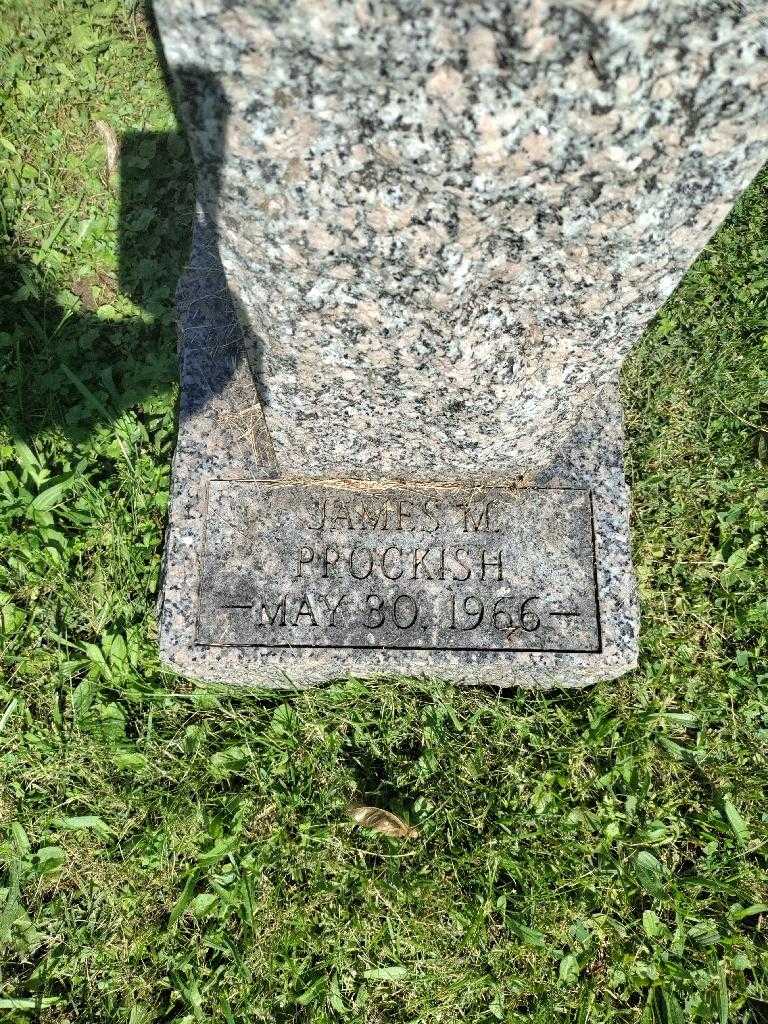 JAMES M.
PROCKISH
—MAY 30, 1966—